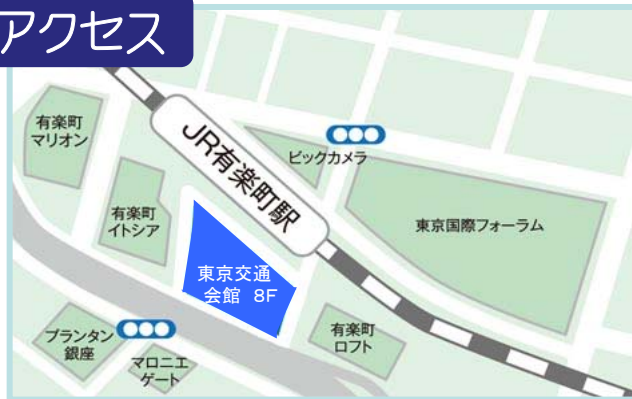 アクセス
有楽町
マリオン
JR有楽町駅
ビックカメラ
有楽町
イトシア
東京国際フォーラム
東京交通
会館 8F
プランタン
銀座
マロニエ
ゲート
有楽町
ロフト